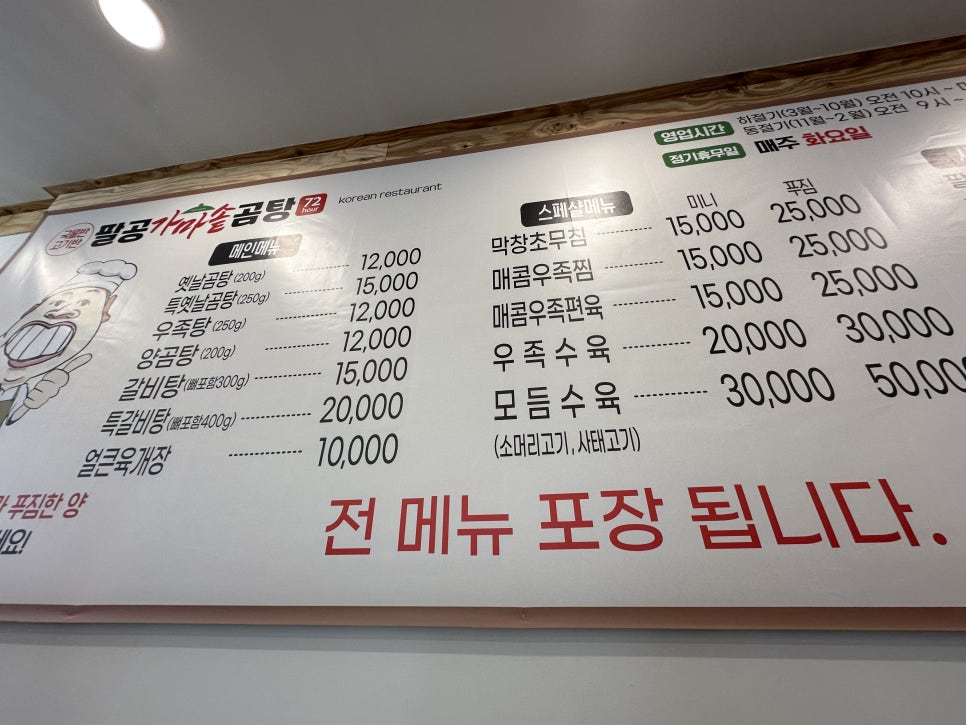 국물반
고기반
팔공가마솥곰탕 72 hour korean restaurant
메인메뉴
옛날곰탕 (200g) 12,000
특옛날곰탕 (250g) 15,000
우족탕 (250g) 12,000
양곰탕 (200g) 12,000
갈비탕 (뼈포함300g) 15,000
특갈비탕 (뼈포함400g) 20,000
얼큰육개장 10,000
영업시간 하절기(3월~10월) 오전 10시 ~
동절기(11월~2월) 오전 9시 ~
정기휴무일 매주 화요일
스페샬메뉴 미니 푸짐
막창초무침 15,000 25,000
매콤우족찜 15,000 25,000
매콤우족편육 15,000 25,000
우족수육 20,000 30,000
모듬수육 30,000 50,000
(소머리고기, 사태고기)
푸짐한 양
세요!
전 메뉴 포장 됩니다.